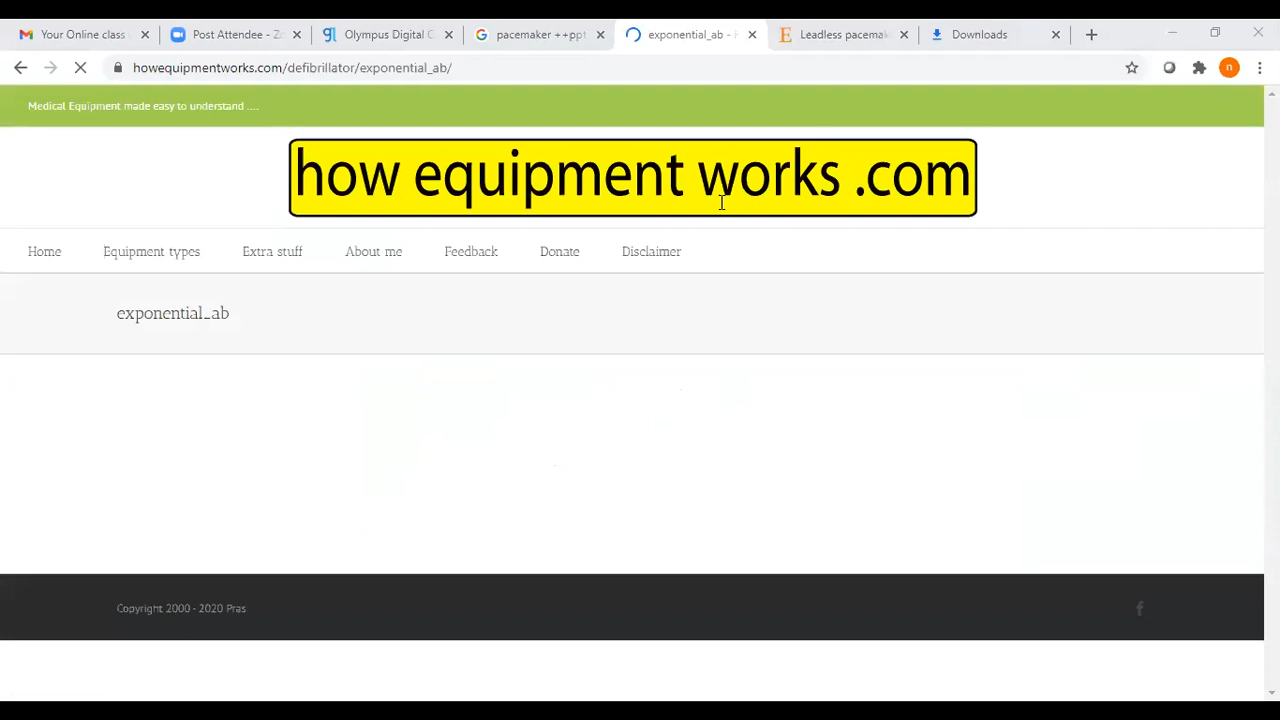 Your Online class
Post Attendee - Zo
Olympus Digital C
pacemaker ++ppt
exponential_ab - H
Leadless pacemak
Downloads
howequipmentworks.com/defibrillator/exponential_ab/
n
Medical Equipment made easy to understand ....
how equipment works .com
Home Equipment types Extra stuff About me Feedback Donate Disclaimer
exponential_ab
Copyright 2000 - 2020 Pras